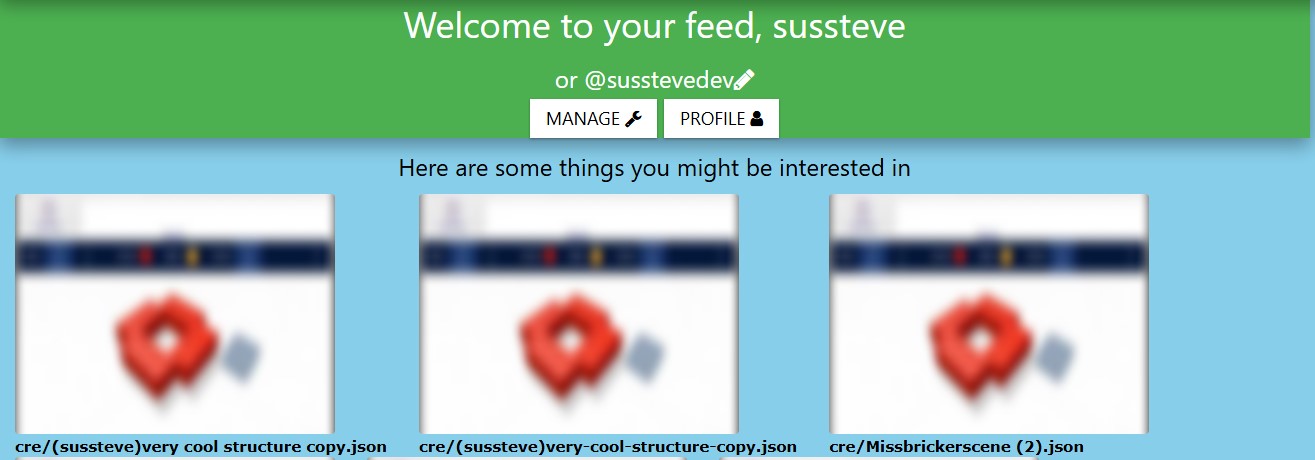 Welcome to your feed, sussteve
or @susstevedev
MANAGE PROFILE
Here are some things you might be interested in
cre/(sussteve)very cool structure copy.json cre/(sussteve)very-cool-structure-copy.json cre/Missbrickerscene (2).json